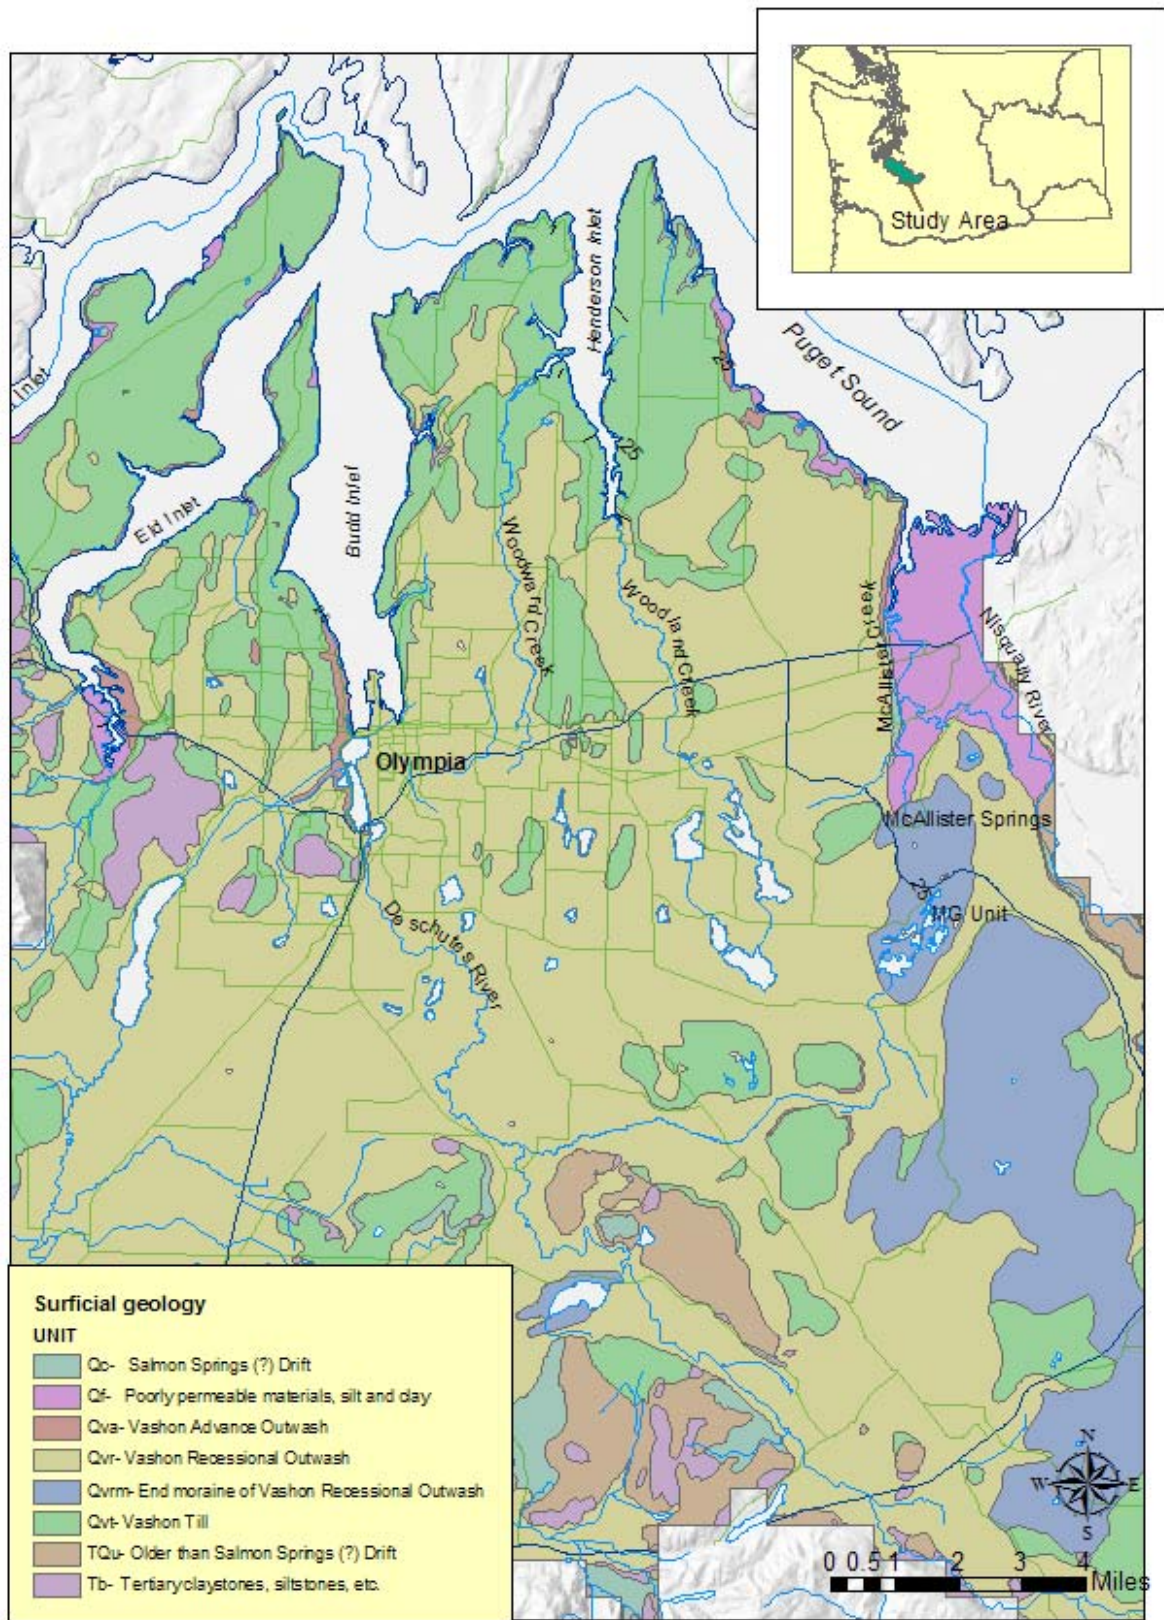 Study Area
Henderson Inlet
Puget Sound
25
Inlet
25
Eld Inlet
Budd Inlet
Woodward Creek
Woodland Creek
McAllister Creek
Nisqually River
Olympia
McAllister Springs
25
MG Unit
Deschutes River
Surficial geology
UNIT
Qc- Salmon Springs (?) Drift
Qf- Poorly permeable materials, silt and clay
Qva- Vashon Advance Outwash
Qvr- Vashon Recessional Outwash
Qvrm- End moraine of Vashon Recessional Outwash
Qvt- Vashon Till
TQu- Older than Salmon Springs (?) Drift
Tb- Tertiary claystones, siltstones, etc.
N
W E
S
0 0.5 1 2 3 4
Miles